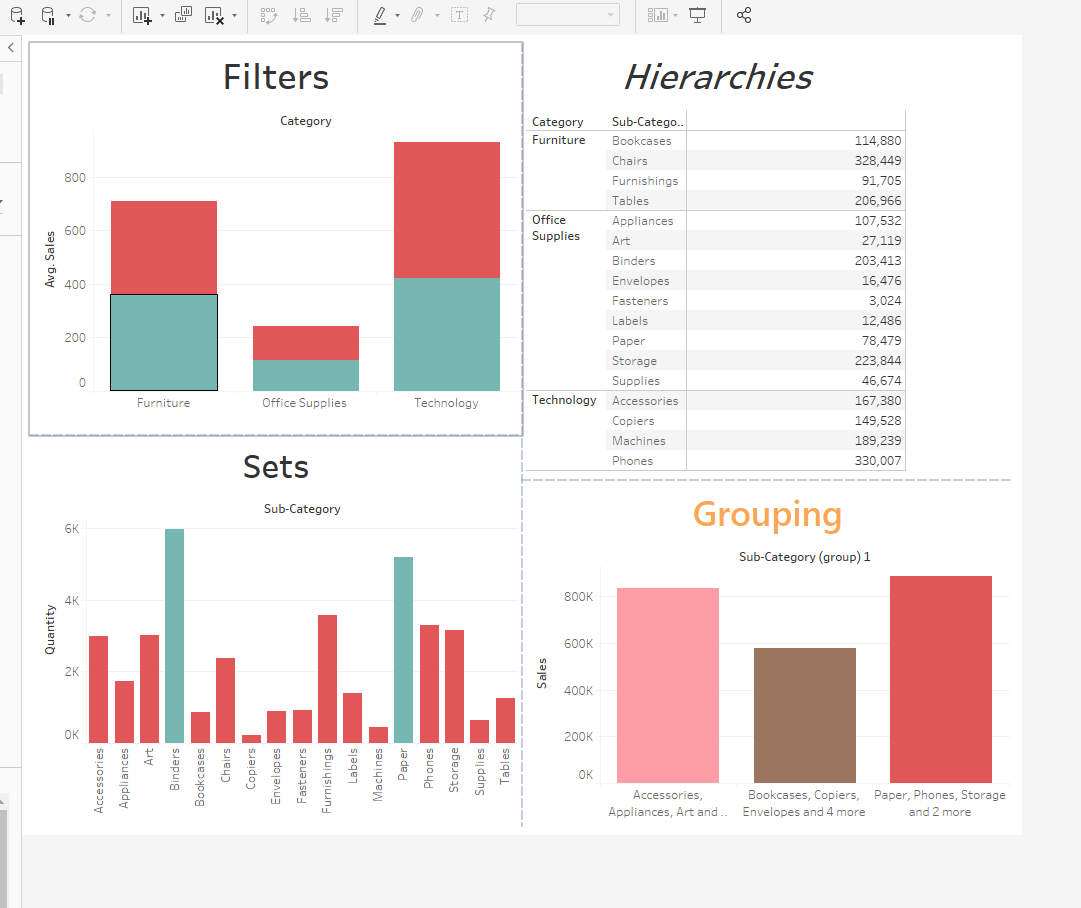 Filters
Category
Avg. Sales
800
600
400
200
0
Furniture
Office Supplies
Technology
Hierarchies
Category Sub-Catego..
Furniture Bookcases 114,880
Chairs 328,449
Furnishings 91,705
Tables 206,966
Office Supplies Appliances 107,532
Art 27,119
Binders 203,413
Envelopes 16,476
Fasteners 3,024
Labels 12,486
Paper 78,479
Storage 223,844
Supplies 46,674
Technology Accessories 167,380
Copiers 149,528
Machines 189,239
Phones 330,007
Sets
Sub-Category
Quantity
6K
4K
2K
0K
Accessories
Appliances
Art
Binders
Bookcases
Chairs
Copiers
Envelopes
Fasteners
Furnishings
Labels
Machines
Paper
Phones
Storage
Supplies
Tables
Grouping
Sub-Category (group) 1
Sales
800K
600K
400K
200K
0K
Accessories,
Appliances, Art and ..
Bookcases, Copiers,
Envelopes and 4 more
Paper, Phones, Storage
and 2 more